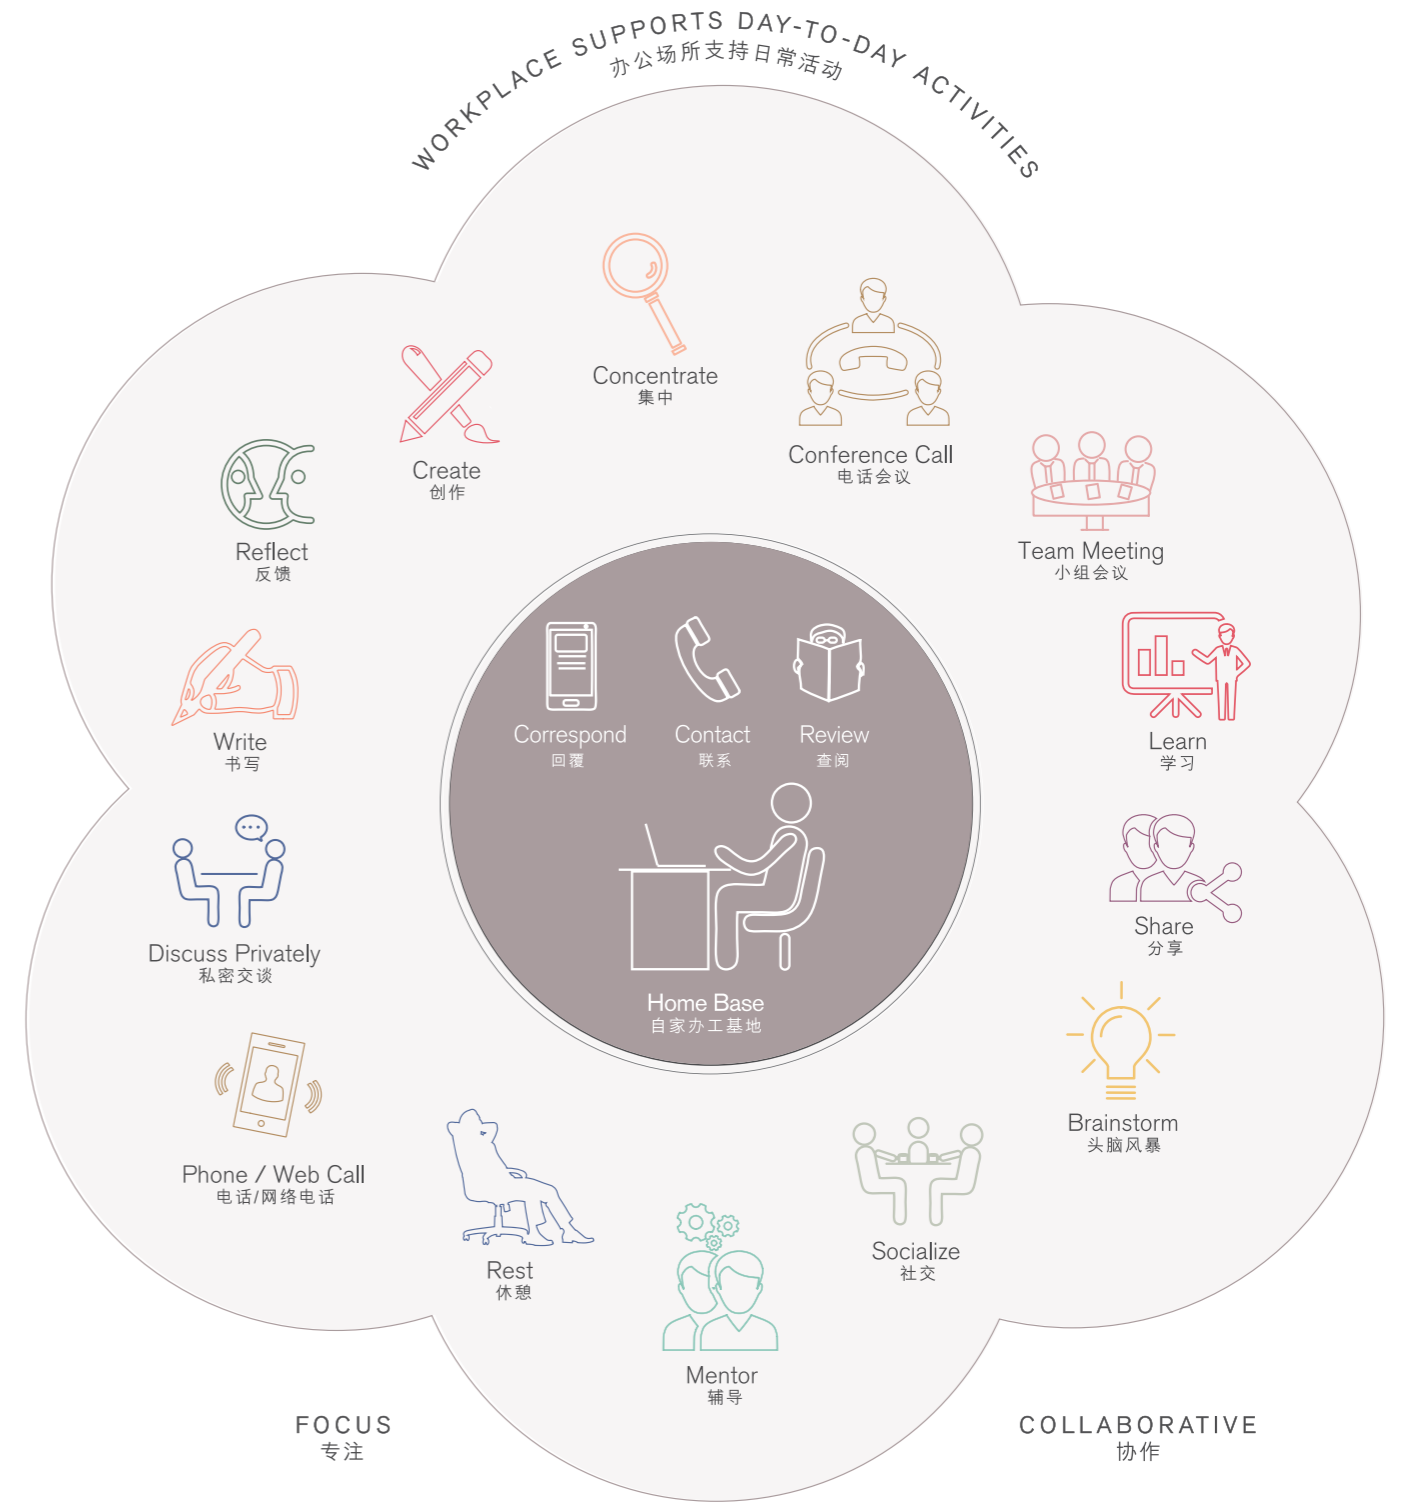 WORKPLACE SUPPORTS DAY-TO-DAY ACTIVITIES
办公场所支持日常活动
Concentrate
集中
Conference Call
电话会议
Create
创作
Reflect
反馈
Team Meeting
小组会议
Write
书写
Correspond
回覆
Contact
联系
Review
查阅
Learn
学习
Discuss Privately
私密交谈
Share
分享
Home Base
自家办工基地
Phone / Web Call
电话/网络电话
Brainstorm
头脑风暴
Rest
休憩
Socialize
社交
Mentor
辅导
FOCUS
专注
COLLABORATIVE
协作